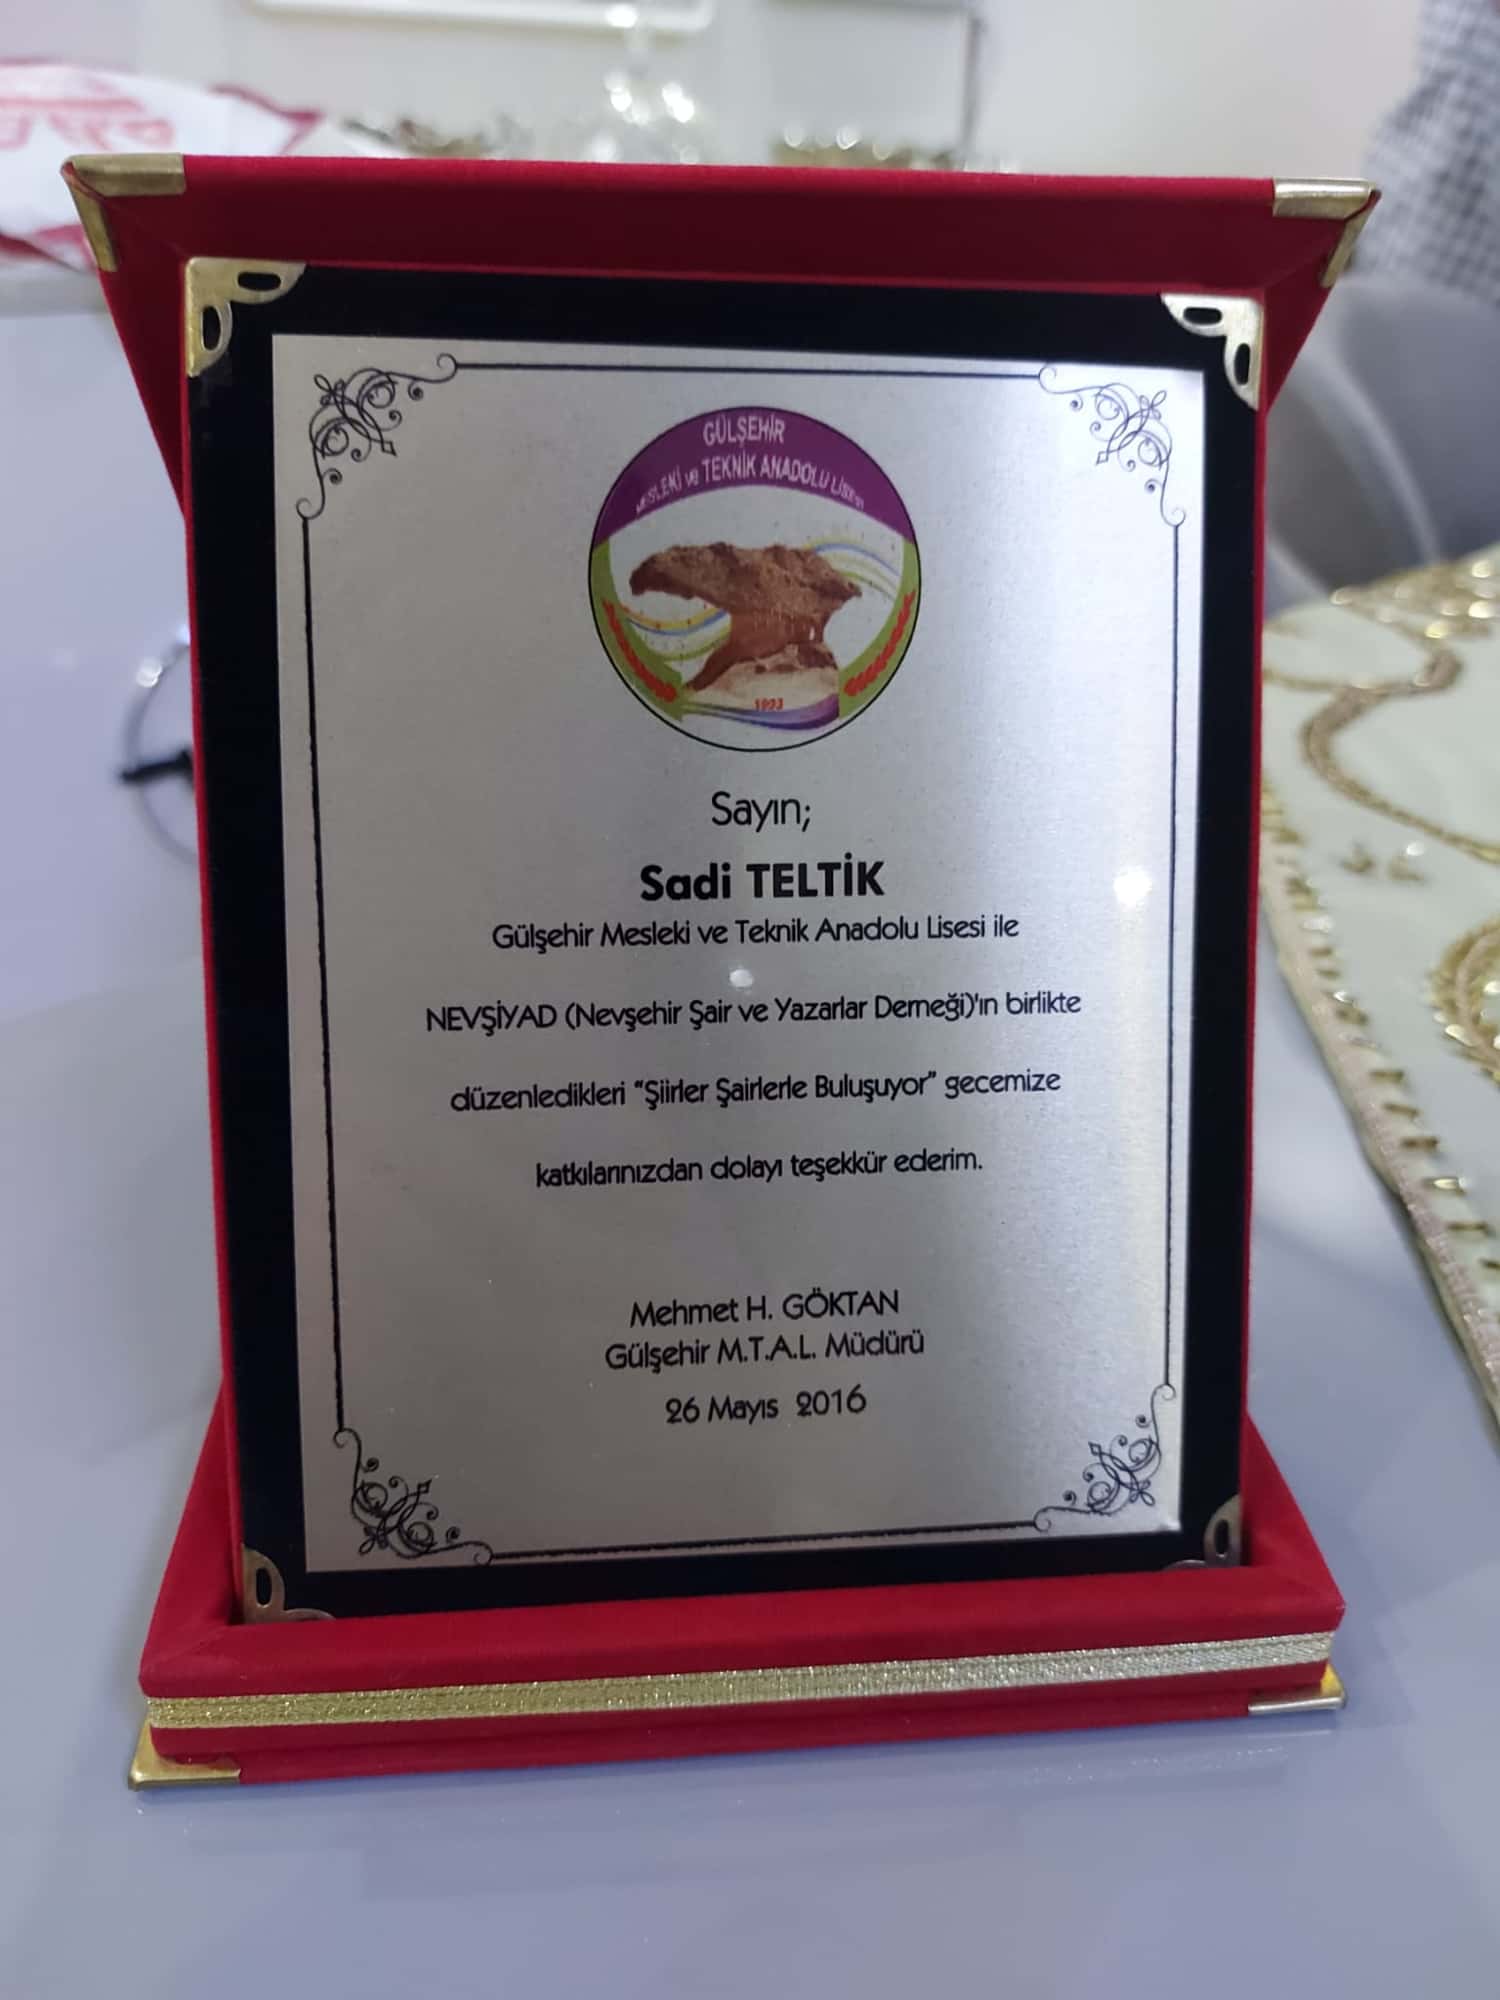 GÜLŞEHİR
MESLEKİ ve TEKNİK ANADOLU LİSESİ
Sayın;
Sadi TELTİK
Gülşehir Mesleki ve Teknik Anadolu Lisesi ile
NEVŞİYAD (Nevşehir Şair ve Yazarlar Derneği)'ın birlikte
düzenledikleri "Şiirler Şairlerle Buluşuyor" gecemize
katkılarınızdan dolayı teşekkür ederim.
Mehmet H. GÖKTAN
Gülşehir M.T.A.L. Müdürü
26 Mayıs 2016